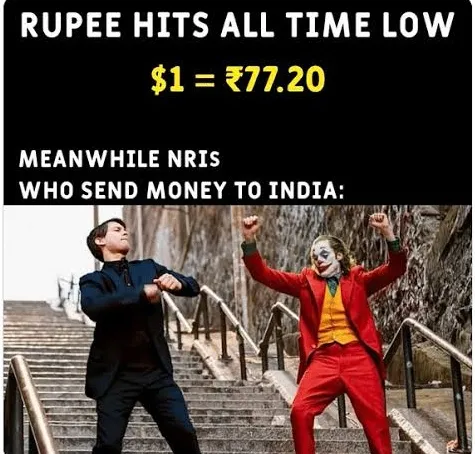 RUPEE HITS ALL TIME LOW
$1 = ₹77.20
MEANWHILE NRIS
WHO SEND MONEY TO INDIA: